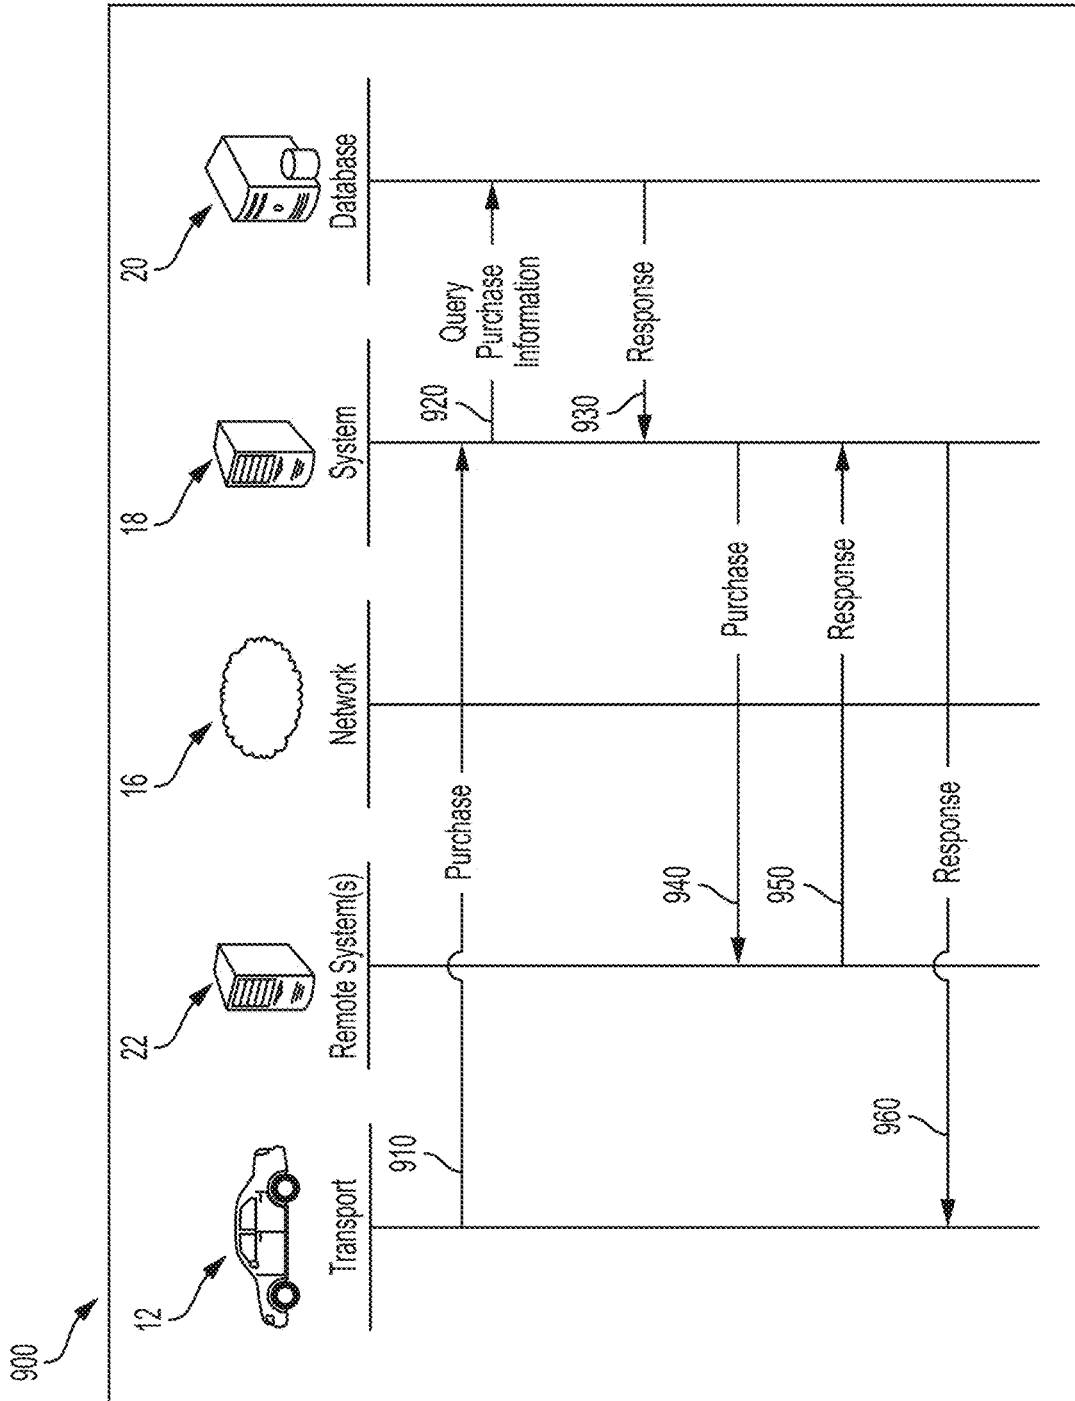 900
12
22
16
18
20
Transport
Remote System(s)
Network
System
Database
910
Purchase
920
Query
Purchase
Information
930
Response
940
Purchase
950
Response
960
Response